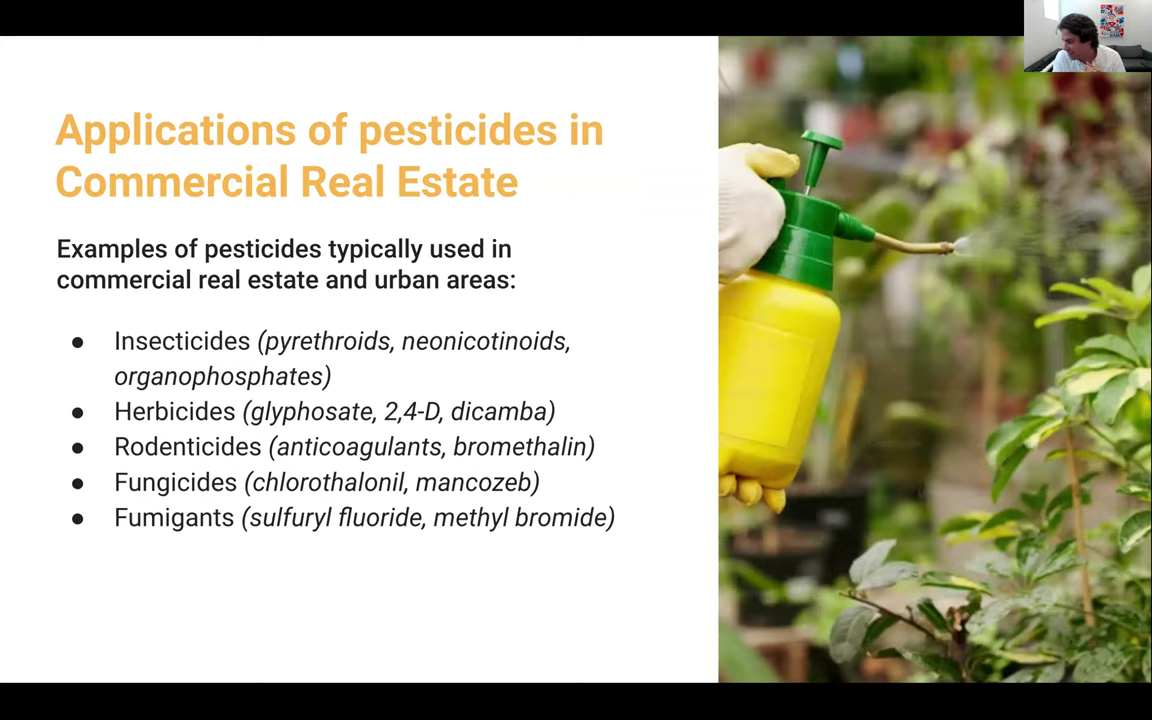 Applications of pesticides in
Commercial Real Estate
Examples of pesticides typically used in
commercial real estate and urban areas:
● Insecticides (pyrethroids, neonicotinoids,
organophosphates)
● Herbicides (glyphosate, 2,4-D, dicamba)
● Rodenticides (anticoagulants, bromethalin)
● Fungicides (chlorothalonil, mancozeb)
● Fumigants (sulfuryl fluoride, methyl bromide)